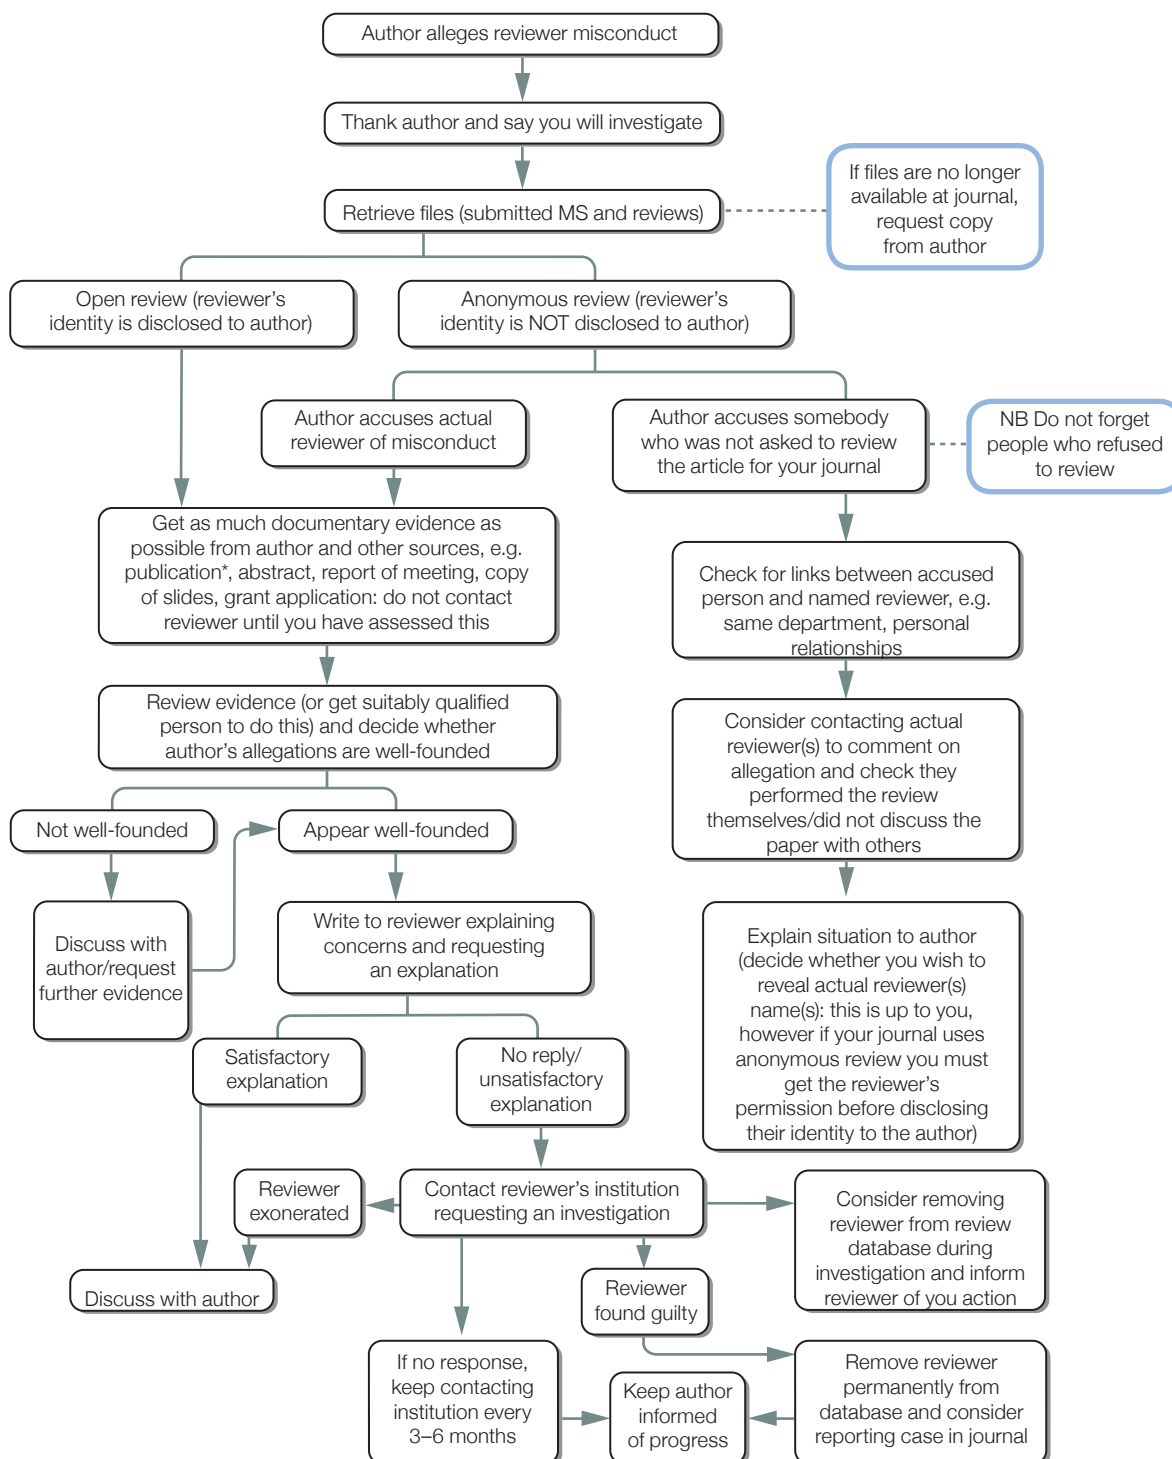 Author alleges reviewer misconduct
Thank author and say you will investigate
Retrieve files (submitted MS and reviews)
If files are no longer
available at journal,
request copy
from author
Open review (reviewer’s
identity is disclosed to author)
Anonymous review (reviewer’s
identity is NOT disclosed to author)
Author accuses actual
reviewer of misconduct
Author accuses somebody
who was not asked to review
the article for your journal
NB Do not forget
people who refused
to review
Get as much documentary evidence as
possible from author and other sources, e.g.
publication*, abstract, report of meeting, copy
of slides, grant application: do not contact
reviewer until you have assessed this
Check for links between accused
person and named reviewer, e.g.
same department, personal
relationships
Review evidence (or get suitably qualified
person to do this) and decide whether
author’s allegations are well-founded
Consider contacting actual
reviewer(s) to comment on
allegation and check they
performed the review
themselves/did not discuss the
paper with others
Not well-founded
Appear well-founded
Discuss with
author/request
further evidence
Write to reviewer explaining
concerns and requesting
an explanation
Explain situation to author
(decide whether you wish to
reveal actual reviewer(s)
name(s): this is up to you,
however if your journal uses
anonymous review you must
get the reviewer’s
permission before disclosing
their identity to the author)
Satisfactory
explanation
No reply/
unsatisfactory
explanation
Reviewer
exonerated
Contact reviewer’s institution
requesting an investigation
Consider removing
reviewer from review
database during
investigation and inform
reviewer of you action
Discuss with author
Reviewer
found guilty
If no response,
keep contacting
institution every
3–6 months
Keep author
informed
of progress
Remove reviewer
permanently from
database and consider
reporting case in journal